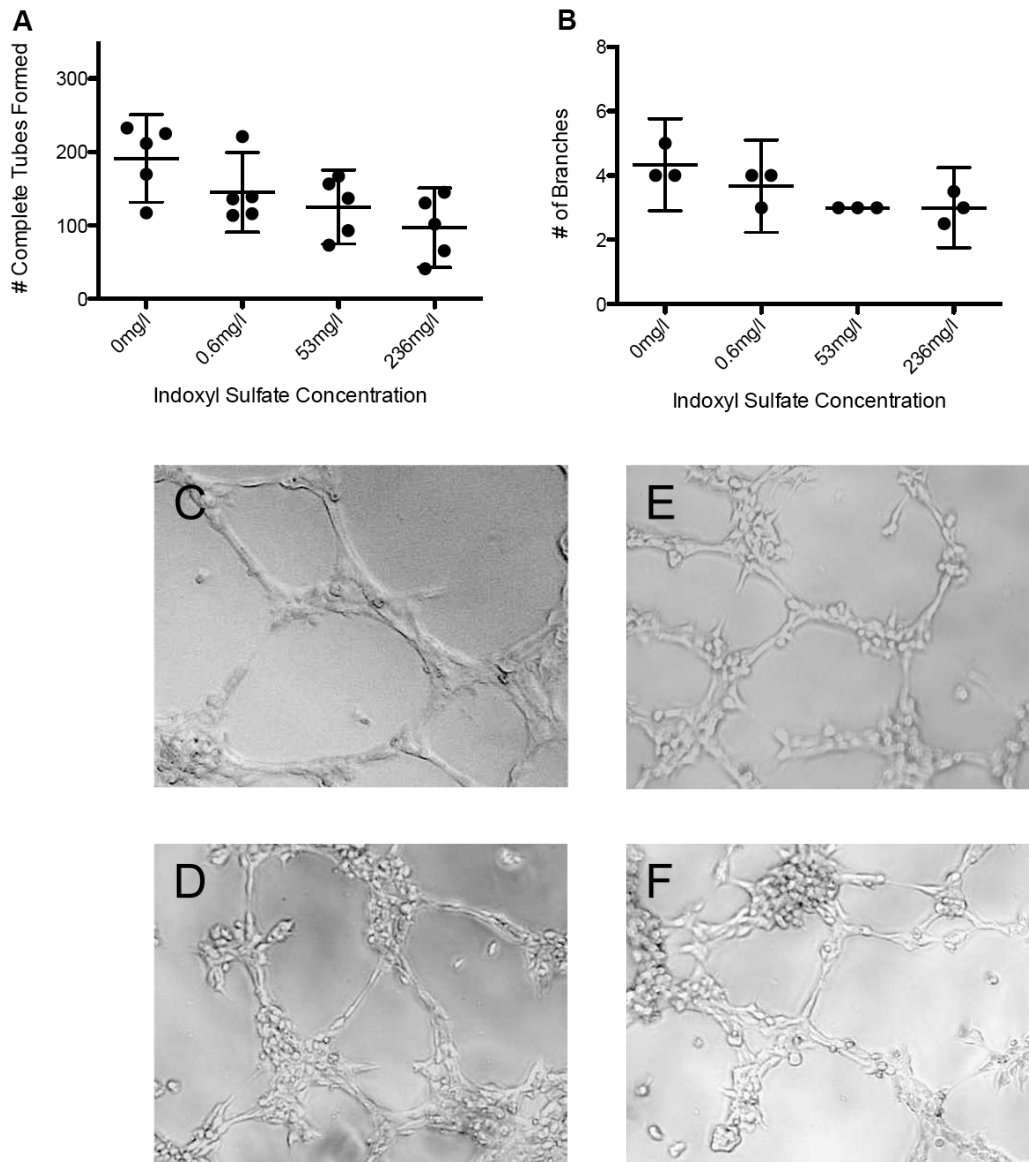 A
# Complete Tubes Formed
300
200
100
0
0mg/l
0.6mg/l
53mg/l
236mg/l
Indoxyl Sulfate Concentration
B
# of Branches
8
6
4
2
0
0mg/l
0.6mg/l
53mg/l
236mg/l
Indoxyl Sulfate Concentration
C
E
D
F